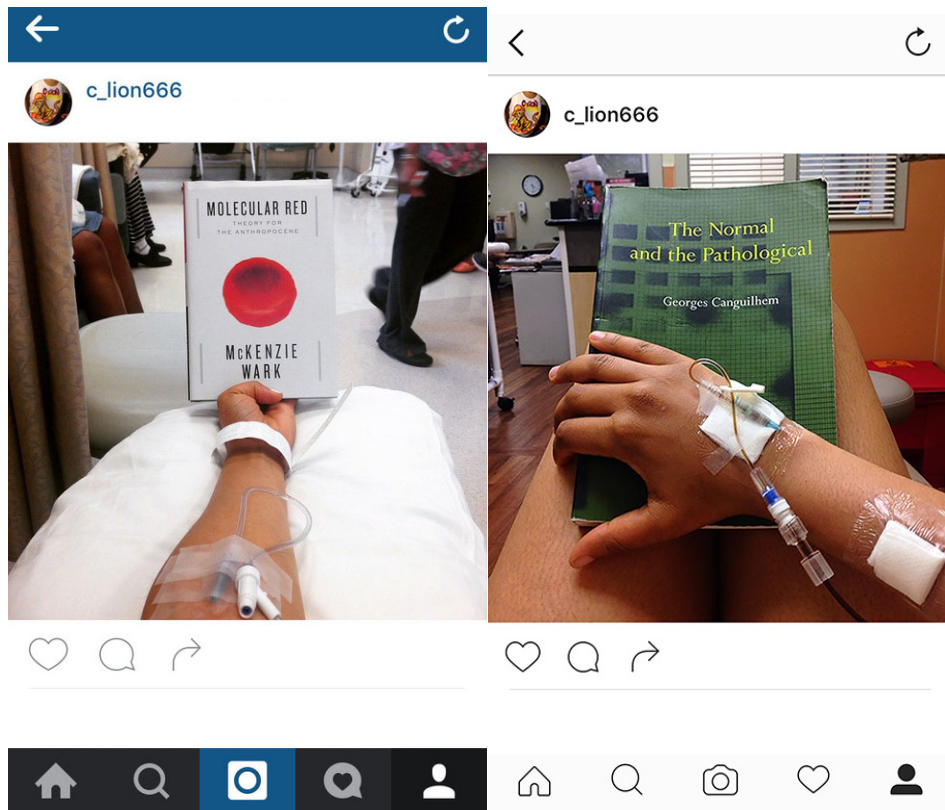 c_lion666
MOLECULAR RED
THEORY FOR
THE ANTHROPOCENE
McKENZIE
WARK
c_lion666
The Normal
and the Pathological
Georges Canguilhem